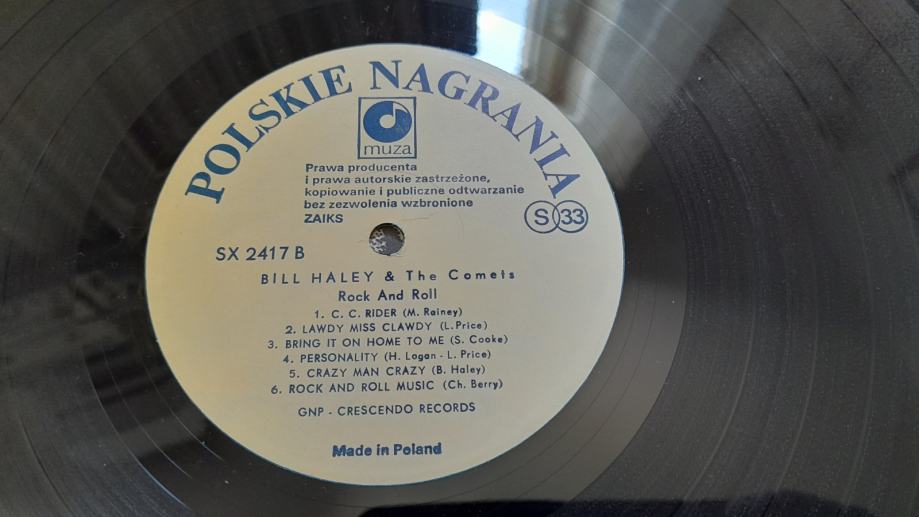 POLSKIE NAGRANIA
muza
Prawa producenta
i prawa autorskie zastrzeżone,
kopiowanie i publiczne odtwarzanie
bez zezwolenia wzbronione
ZAIKS
S 33
SX 2417 B
BILL HALEY & The Comets
Rock And Roll
1. C. C. RIDER (M. Rainey)
2. LAWDY MISS CLAWDY (L. Price)
3. BRING IT ON HOME TO ME (S. Cooke)
4. PERSONALITY (H. Logan - L. Price)
5. CRAZY MAN CRAZY (B. Haley)
6. ROCK AND ROLL MUSIC (Ch. Berry)
GNP - CRESCENDO RECORDS
Made in Poland